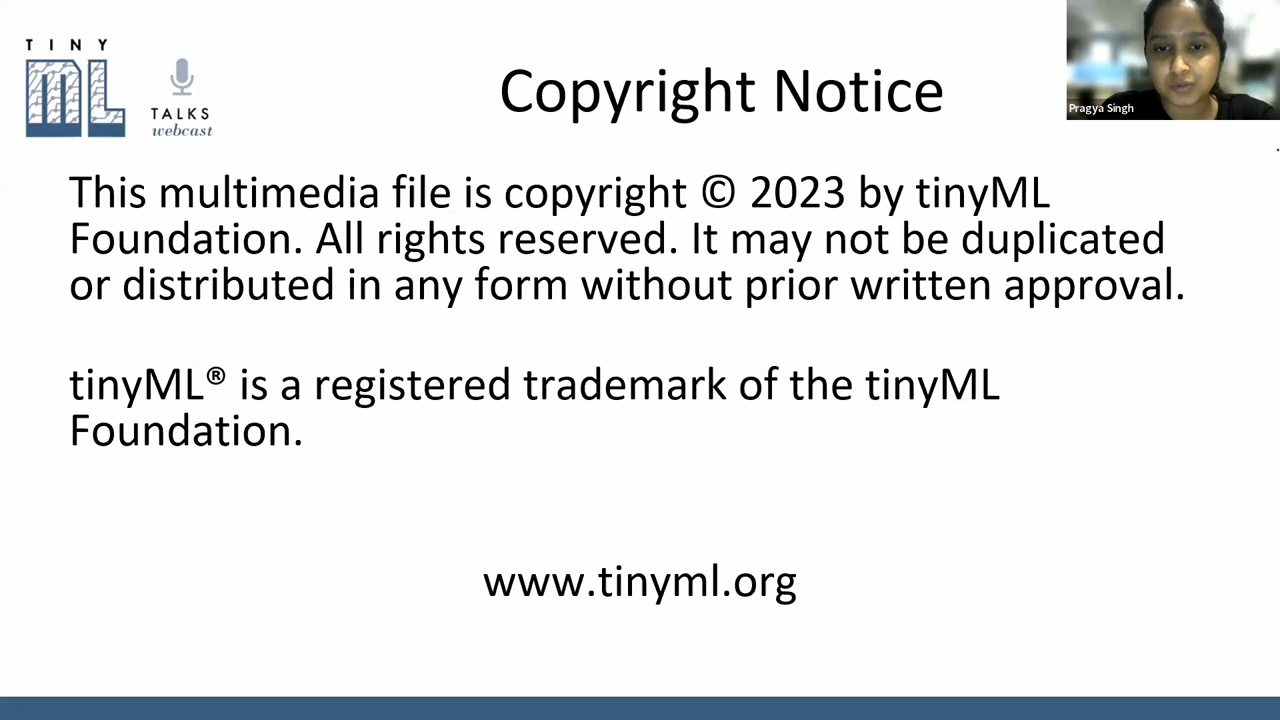 TINY
ML
TALKS
webcast
Copyright Notice
Pragya Singh
This multimedia file is copyright © 2023 by tinyML
Foundation. All rights reserved. It may not be duplicated
or distributed in any form without prior written approval.
tinyML® is a registered trademark of the tinyML
Foundation.
www.tinyml.org